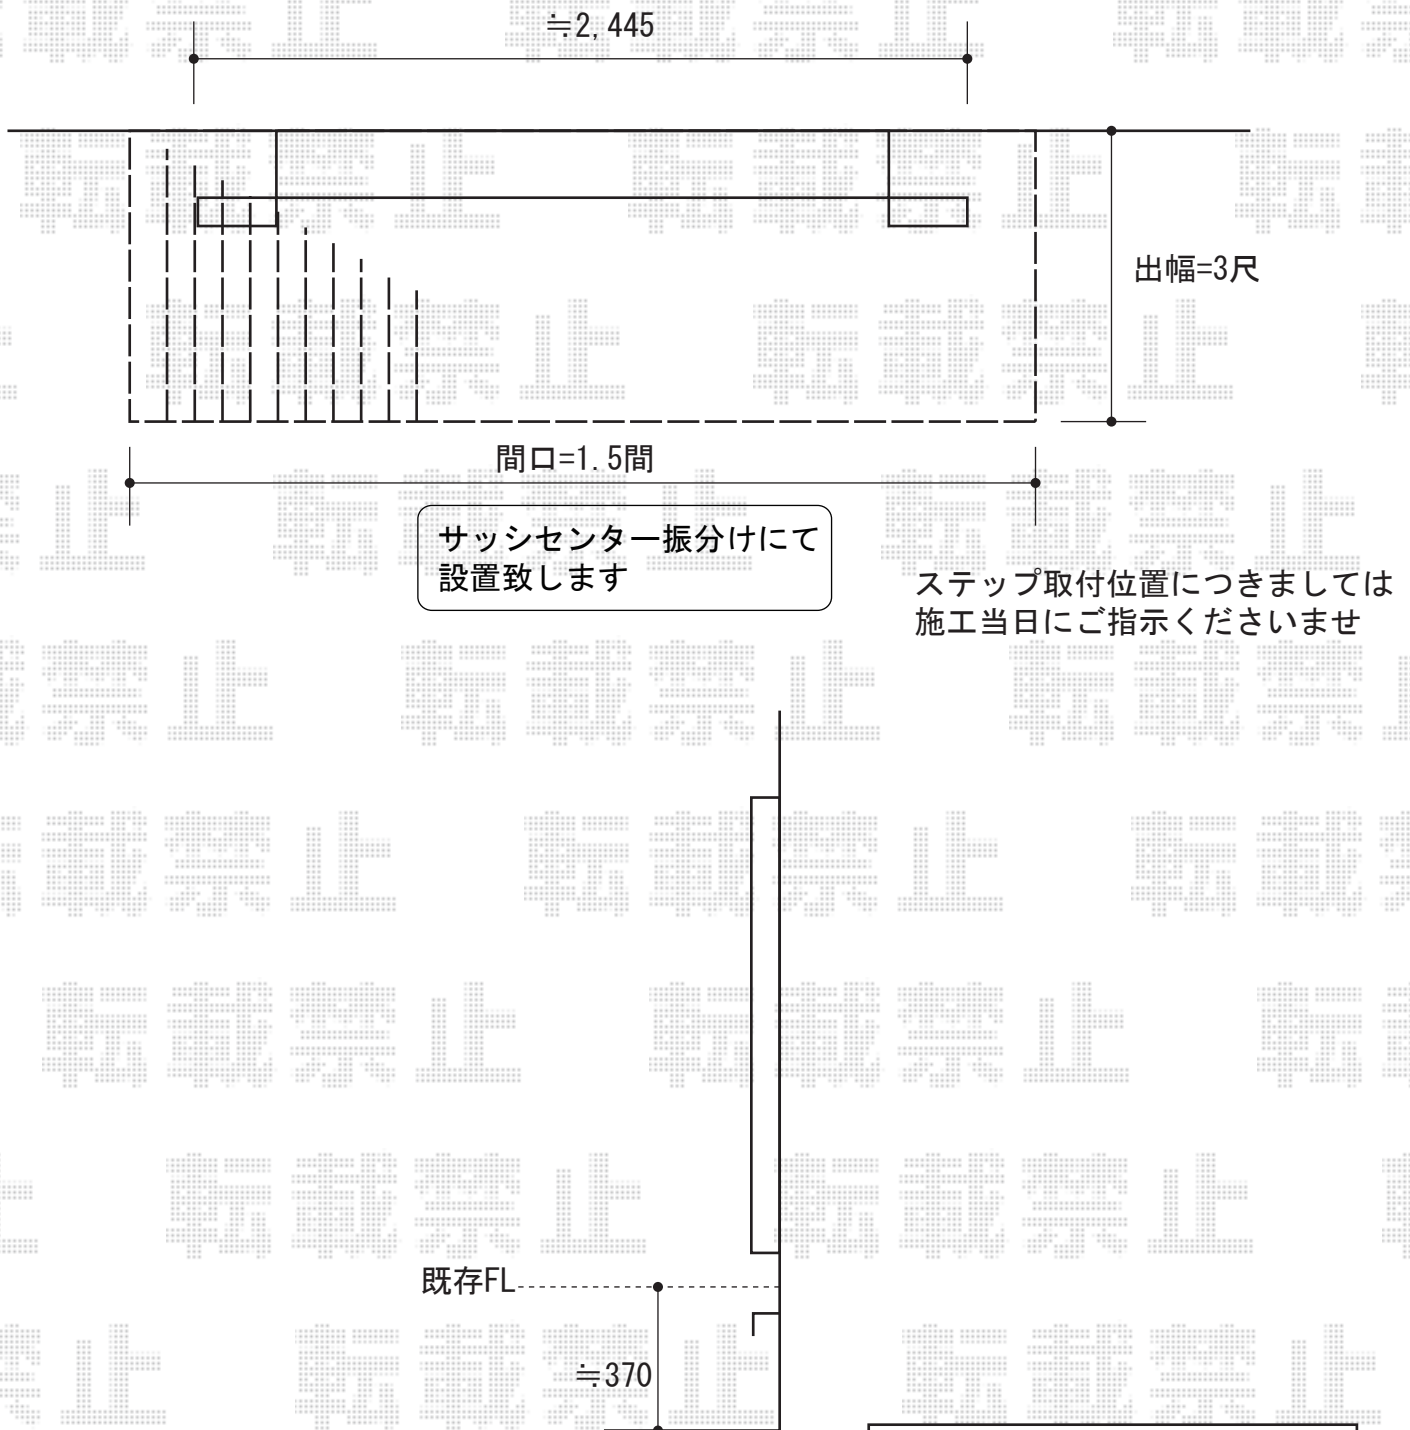 ≒2,445
出幅=3尺
間口=1.5間
サッシセンター振分けにて
設置致します
ステップ取付位置につきましては
施工当日にご指示くださいませ
既存FL
≒370
転載禁止